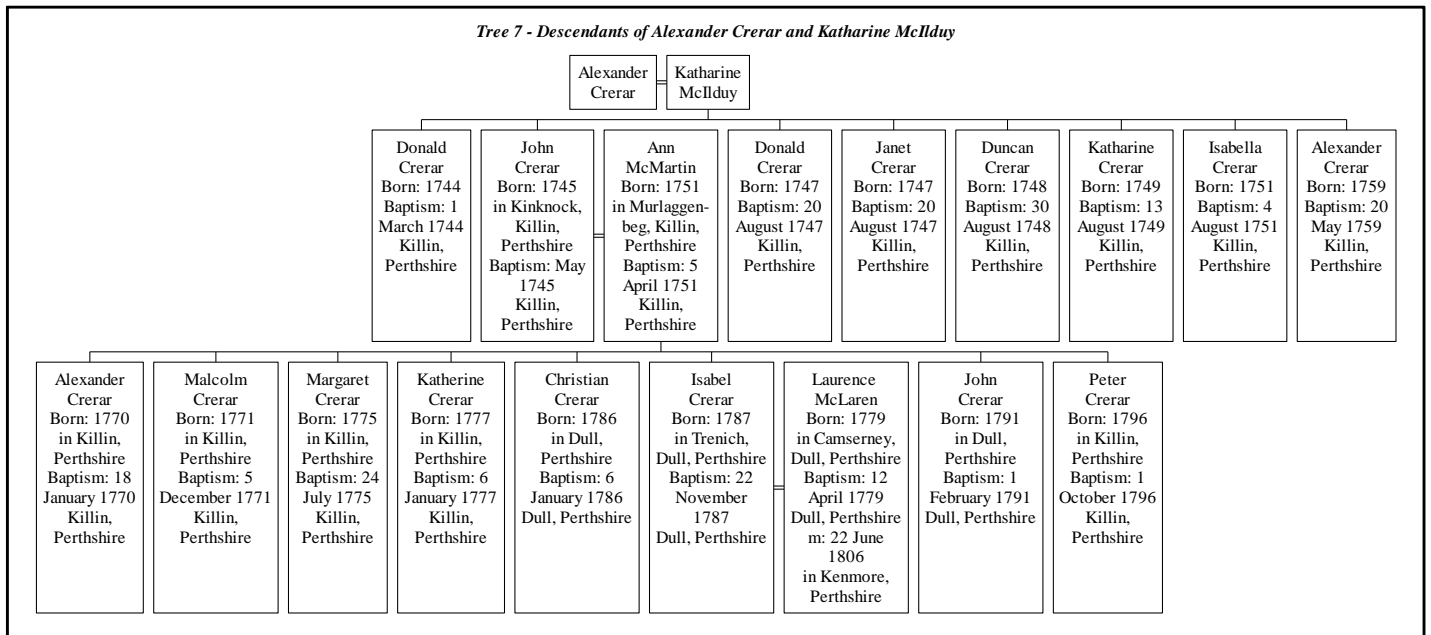 Tree 7 - Descendants of Alexander Crerar and Katharine McIlduy
Alexander
Crerar
Katharine
McIlduy
Donald
Crerar
Born: 1744
Baptism: 1
March 1744
Killin,
Perthshire
John
Crerar
Born: 1745
in Kinknock,
Killin,
Perthshire
Baptism: May
1745
Killin,
Perthshire
Ann
McMartin
Born: 1751
in Murlaggen-
beg, Killin,
Perthshire
Baptism: 5
April 1751
Killin,
Perthshire
Donald
Crerar
Born: 1747
Baptism: 20
August 1747
Killin,
Perthshire
Janet
Crerar
Born: 1747
Baptism: 20
August 1747
Killin,
Perthshire
Duncan
Crerar
Born: 1748
Baptism: 30
August 1748
Killin,
Perthshire
Katharine
Crerar
Born: 1749
Baptism: 13
August 1749
Killin,
Perthshire
Isabella
Crerar
Born: 1751
Baptism: 4
August 1751
Killin,
Perthshire
Alexander
Crerar
Born: 1759
Baptism: 20
May 1759
Killin,
Perthshire
Alexander
Crerar
Born: 1770
in Killin,
Perthshire
Baptism: 18
January 1770
Killin,
Perthshire
Malcolm
Crerar
Born: 1771
in Killin,
Perthshire
Baptism: 5
December 1771
Killin,
Perthshire
Margaret
Crerar
Born: 1775
in Killin,
Perthshire
Baptism: 24
July 1775
Killin,
Perthshire
Katherine
Crerar
Born: 1777
in Killin,
Perthshire
Baptism: 6
January 1777
Killin,
Perthshire
Christian
Crerar
Born: 1786
in Dull,
Perthshire
Baptism: 6
January 1786
Dull, Perthshire
Isabel
Crerar
Born: 1787
in Trenich,
Dull, Perthshire
Baptism: 22
November
1787
Dull, Perthshire
Laurence
McLaren
Born: 1779
in Camserney,
Dull, Perthshire
Baptism: 12
April 1779
Dull, Perthshire
m: 22 June
1806
in Kenmore,
Perthshire
John
Crerar
Born: 1791
in Dull,
Perthshire
Baptism: 1
February 1791
Dull, Perthshire
Peter
Crerar
Born: 1796
in Killin,
Perthshire
Baptism: 1
October 1796
Killin,
Perthshire